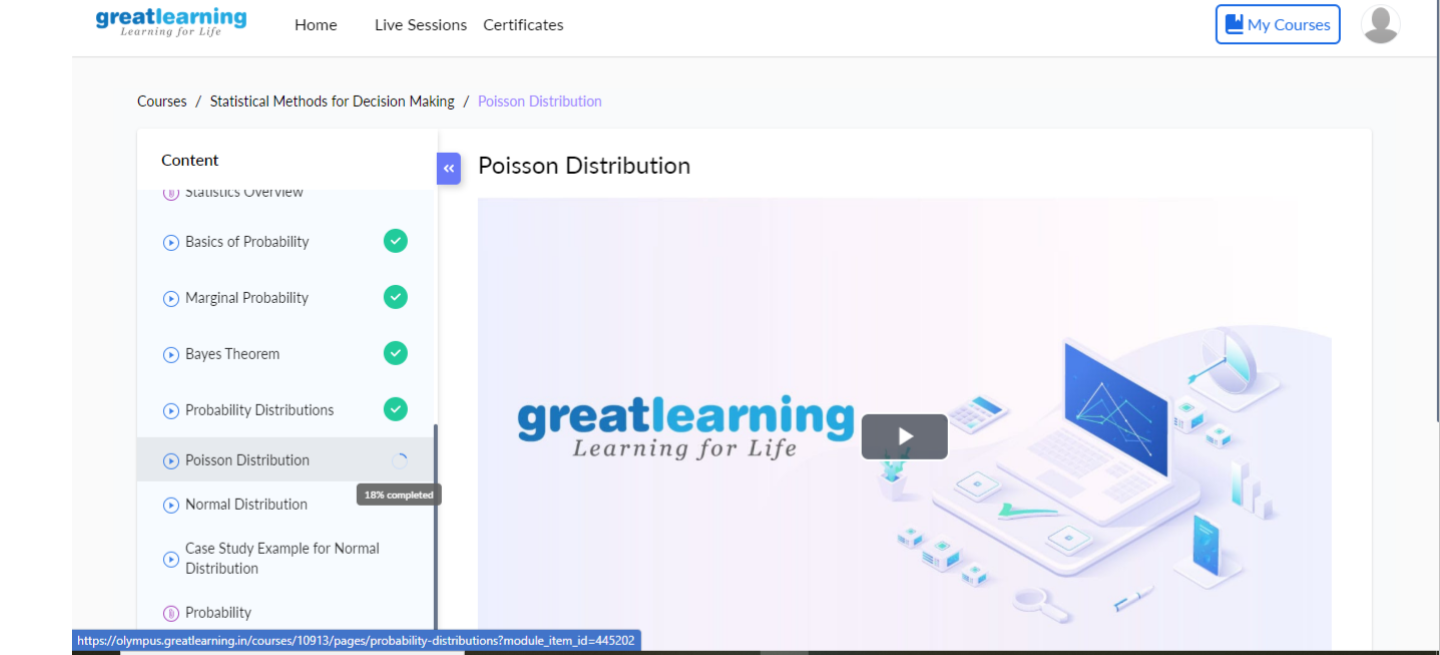 greatlearning
Learning for Life
Home Live Sessions Certificates My Courses
Courses / Statistical Methods for Decision Making / Poisson Distribution
Content
«
Poisson Distribution
Statistics Overview
Basics of Probability
Marginal Probability
Bayes Theorem
Probability Distributions
Poisson Distribution
18% completed
Normal Distribution
Case Study Example for Normal
Distribution
Probability
greatlearning
Learning for Life
https://olympus.greatlearning.in/courses/10913/pages/probability-distributions?module_item_id=445202